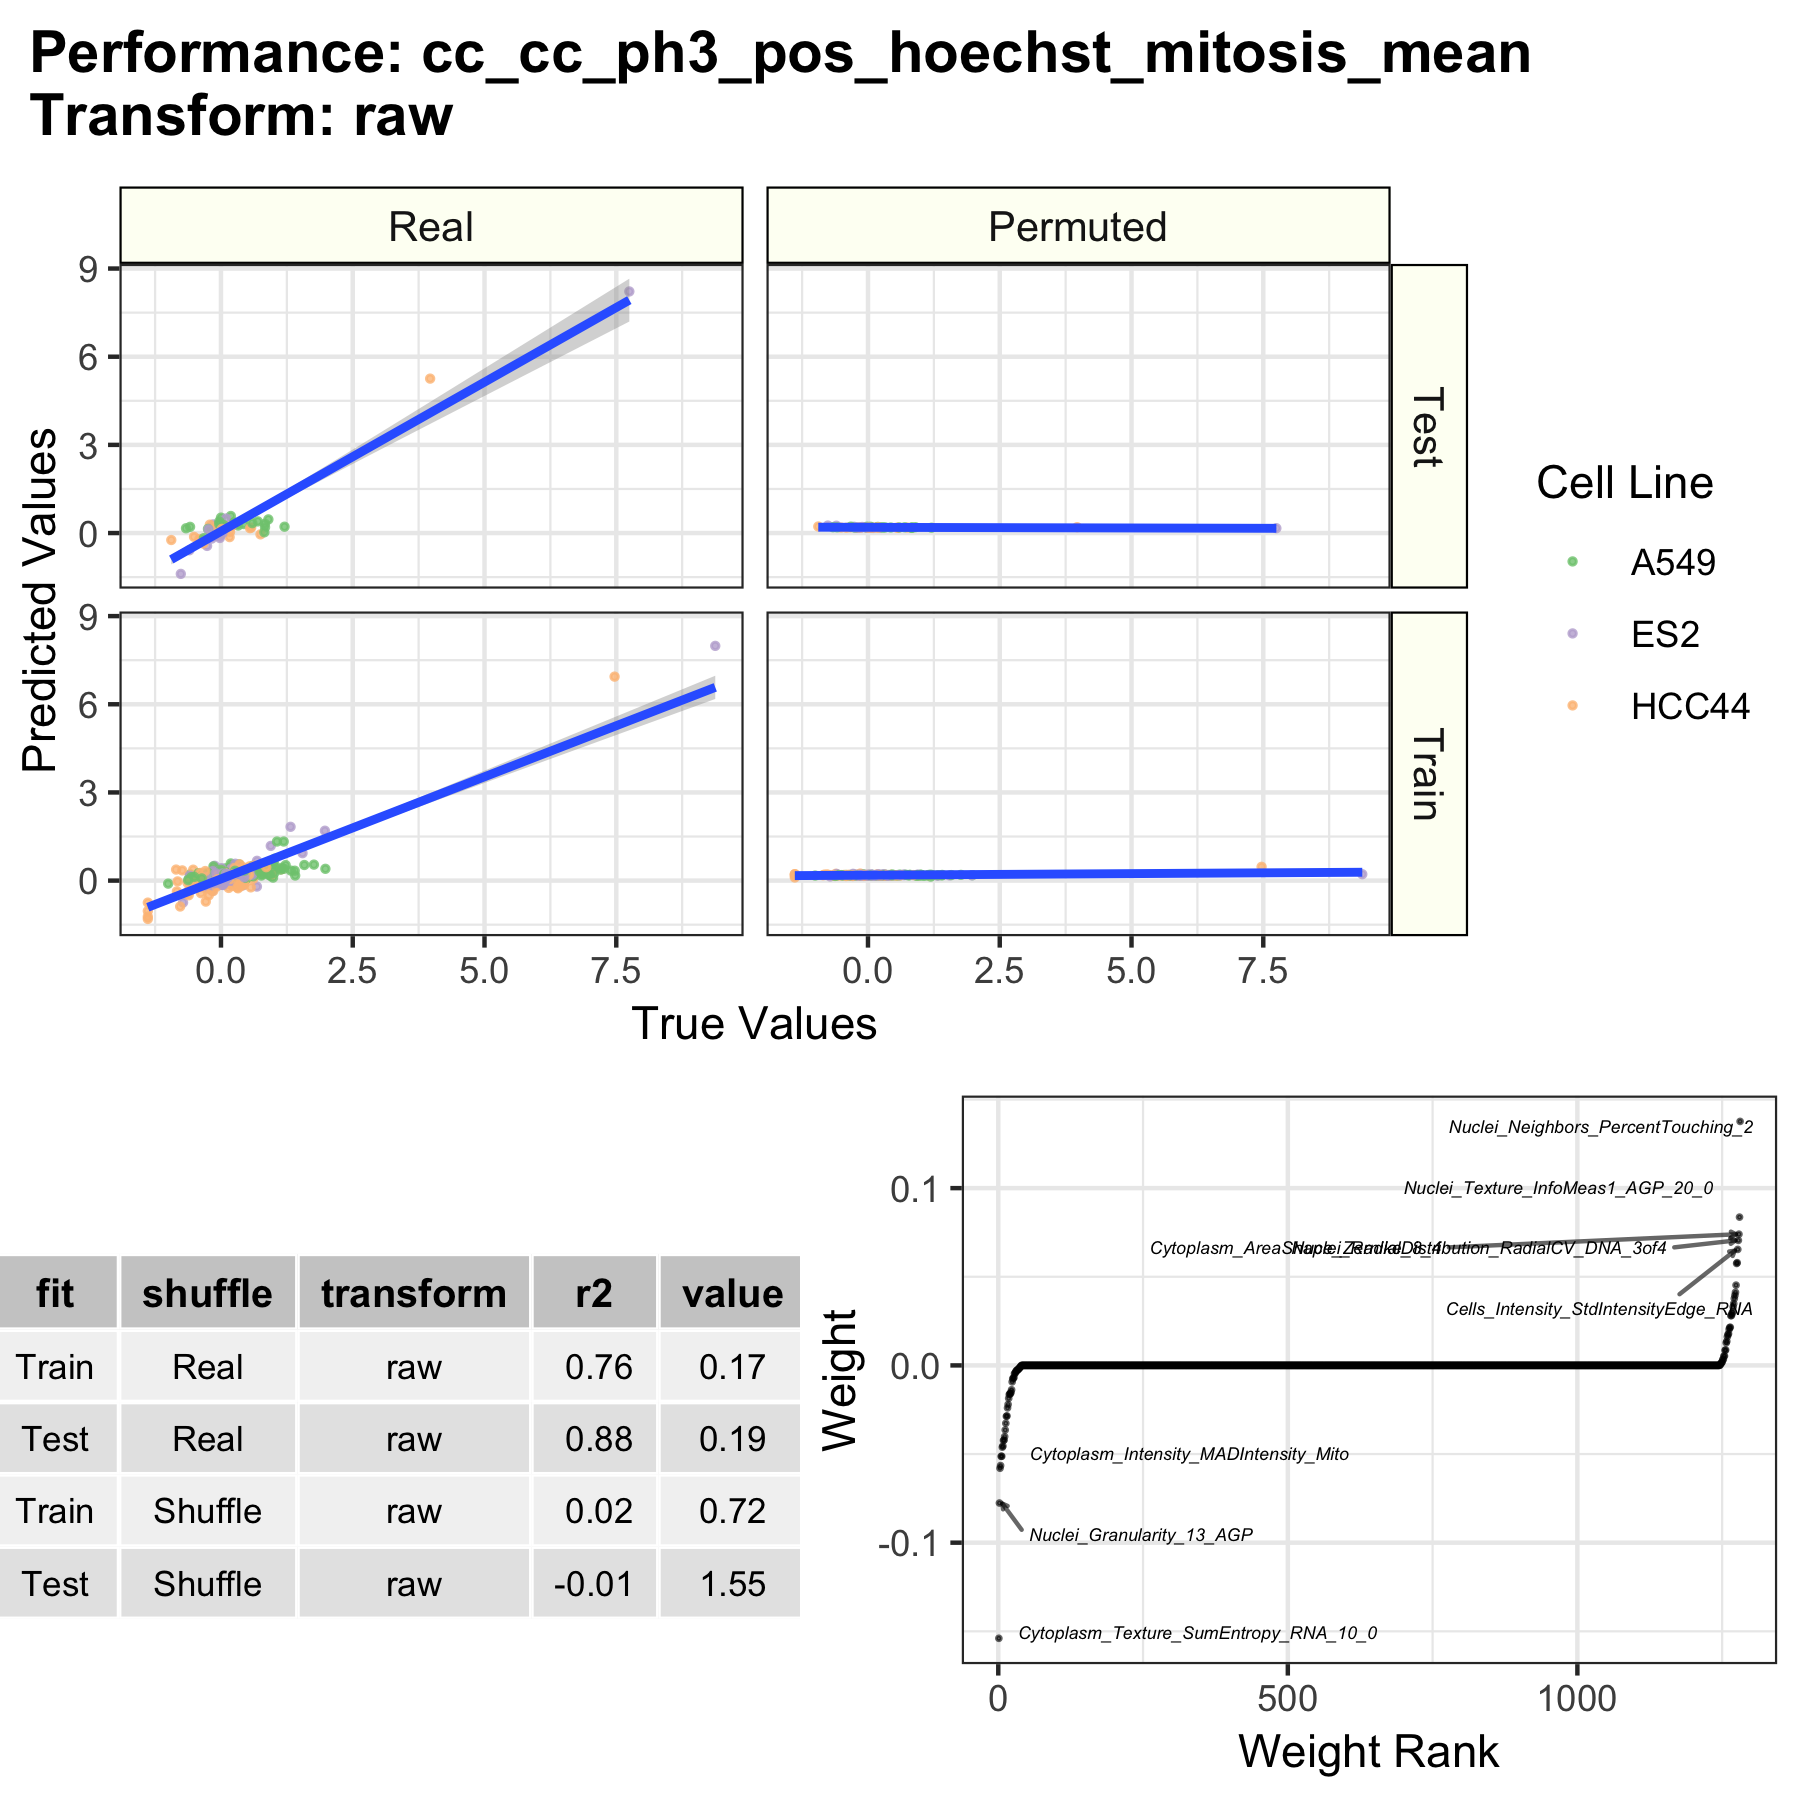 Performance: cc_cc_ph3_pos_hoechst_mitosis_mean
Transform: raw
Real
Permuted
9
6
3
0
Test
9
6
3
0
Train
Predicted Values
0.0 2.5 5.0 7.5
0.0 2.5 5.0 7.5
True Values
Cell Line
A549
ES2
HCC44
fit shuffle transform r2 value
Train Real raw 0.76 0.17
Test Real raw 0.88 0.19
Train Shuffle raw 0.02 0.72
Test Shuffle raw -0.01 1.55
Weight
0.1
0.0
-0.1
Nuclei_Neighbors_PercentTouching_2
Nuclei_Texture_InfoMeas1_AGP_20_0
Cytoplasm_AreaShape_Zernike_8_4
Nuclei_RadialDistribution_RadialCV_DNA_3of4
Cells_Intensity_StdIntensityEdge_RNA
Cytoplasm_Intensity_MADIntensity_Mito
Nuclei_Granularity_13_AGP
Cytoplasm_Texture_SumEntropy_RNA_10_0
0 500 1000
Weight Rank